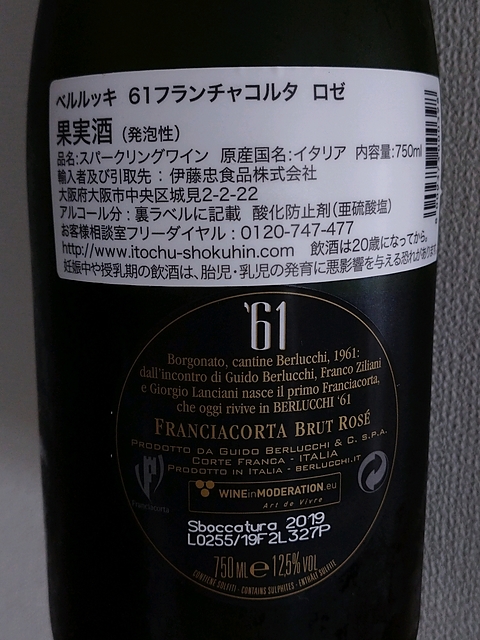 ベルルッキ 61フランチャコルタ ロゼ
果実酒（発泡性）
品名:スパークリングワイン 原産国名:イタリア 内容量:750ml
輸入者及び引取先：伊藤忠食品株式会社
大阪府大阪市中央区城見2-2-22
アルコール分：裏ラベルに記載 酸化防止剤（亜硫酸塩）
お客様相談室フリーダイヤル：0120-747-477
http://www.itochu-shokuhin.com 飲酒は20歳になってから。
妊娠中や授乳期の飲酒は、胎児・乳児の発育に悪影響を与える恐れがあります
'61
Borgonato, cantine Berlucchi, 1961:
dall'incontro di Guido Berlucchi, Franco Ziliani
e Giorgio Lanciani nasce il primo Franciacorta,
che oggi rivive in BERLUCCHI '61
FRANCIACORTA BRUT ROSÉ
PRODOTTO DA GUIDO BERLUCCHI & C. S.P.A.
CORTE FRANCA - ITALIA
PRODOTTO IN ITALIA - BERLUCCHI.IT
Franciacorta
WINEinMODERATION.eu
Art de Vivre
Sboccatura 2019
L0255/19F2L327P
750 ML e 12,5% VOL
CONTIENE SOLFITI - CONTAINS SULPHITES - ENTHÄLT SULFITE